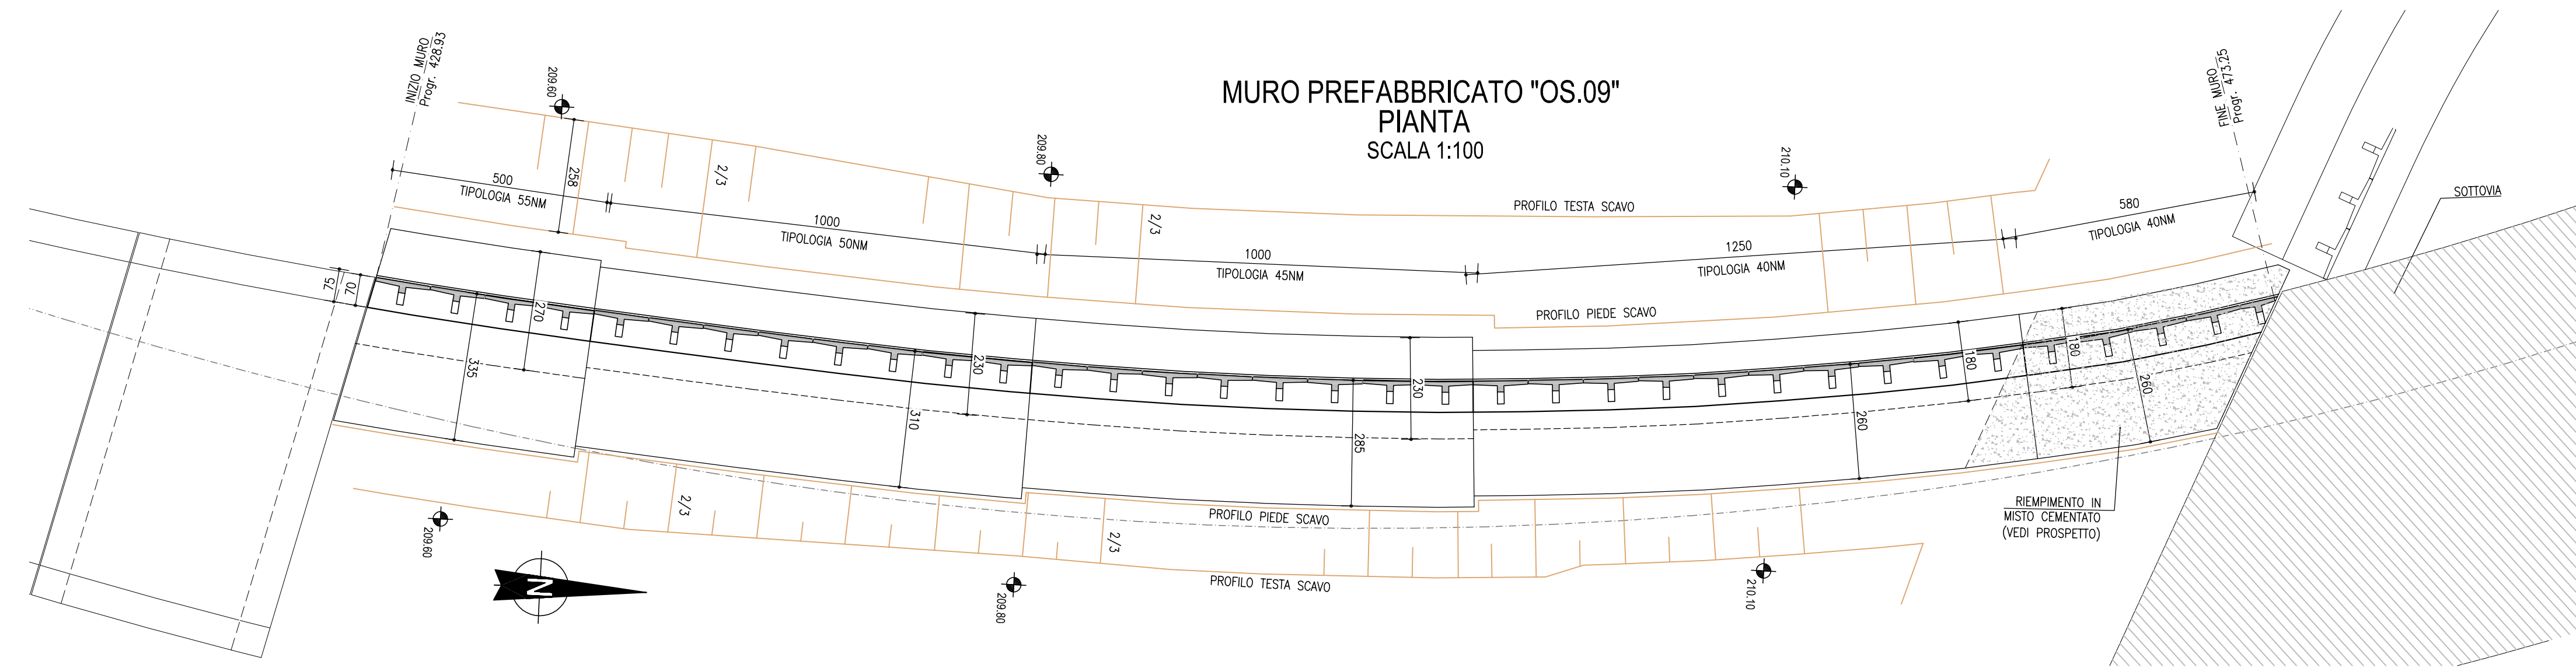 MURO PREFABBRICATO "OS.09"
PIANTA
SCALA 1:100
INIZIO MURO
Progr. 428.93
209.60
209.80
210.10
FINE MURO
Progr. 473.25
500
TIPOLOGIA 55NM
258
2/3
1000
TIPOLOGIA 50NM
2/3
1000
TIPOLOGIA 45NM
1250
TIPOLOGIA 40NM
580
TIPOLOGIA 40NM
PROFILO TESTA SCAVO
PROFILO PIEDE SCAVO
SOTTOVIA
75
70
270
335
230
310
230
285
180
260
180
260
2/3
2/3
PROFILO PIEDE SCAVO
PROFILO TESTA SCAVO
RIEMPIMENTO IN
MISTO CEMENTATO
(VEDI PROSPETTO)
209.60
209.80
210.10
N